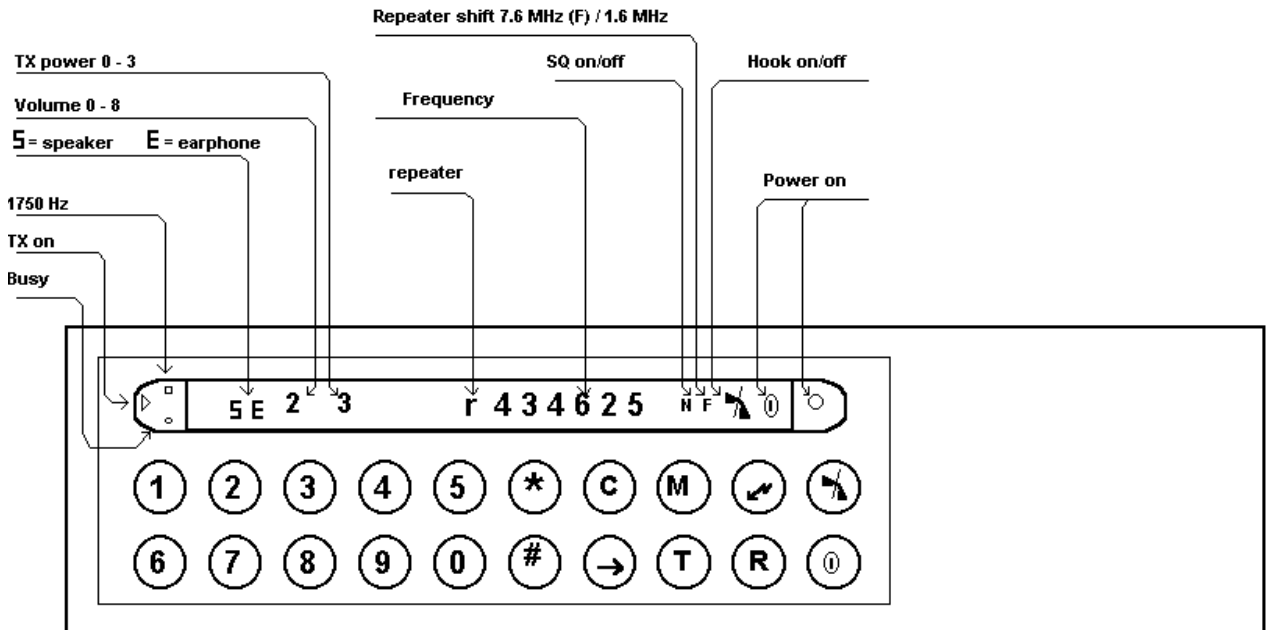 Repeater shift 7.6 MHz (F) / 1.6 MHz
TX power 0 - 3
SQ on/off
Hook on/off
Volume 0 - 8
Frequency
S = speaker E = earphone
repeater
Power on
1750 Hz
TX on
Busy
S E 2 3 r 4 3 4 6 2 5 N F
1 2 3 4 5 * C M
6 7 8 9 0 # → T R